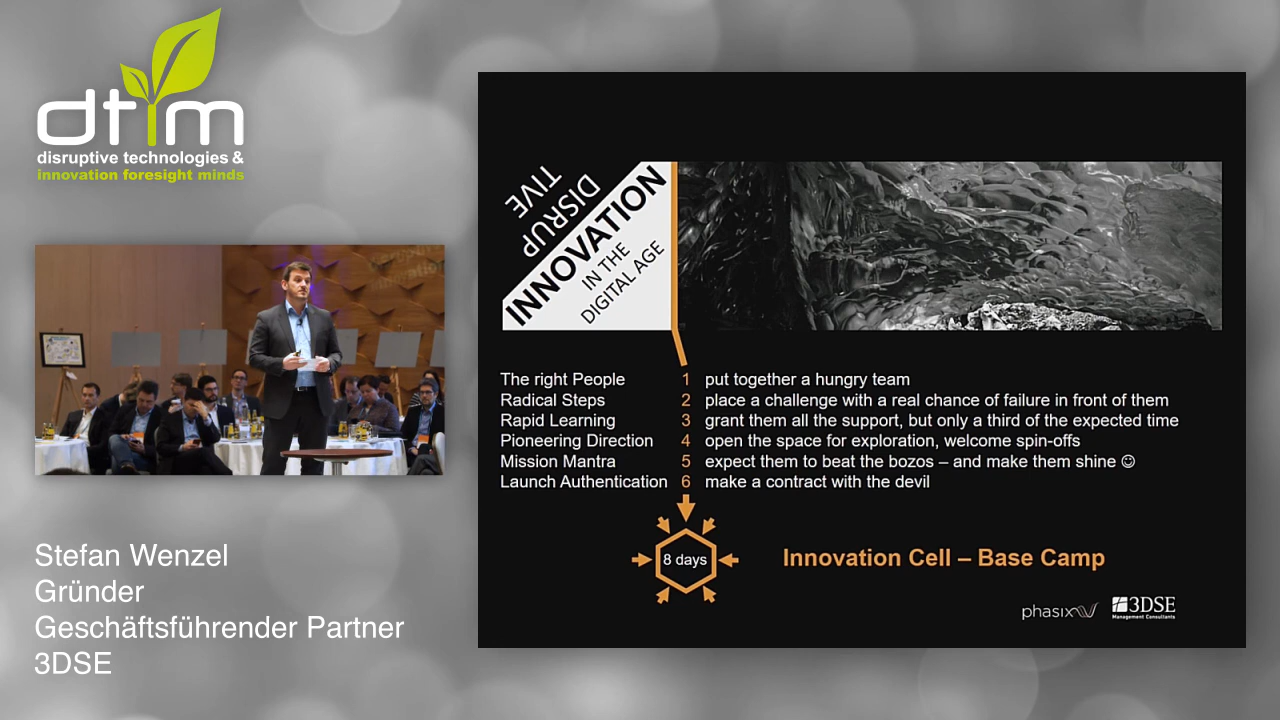 dtim
disruptive technologies &
innovation foresight minds
Stefan Wenzel
Gründer
Geschäftsführender Partner
3DSE
DISRUP
TIVE
INNOVATION
IN THE
DIGITAL AGE
The right People 1 put together a hungry team
Radical Steps 2 place a challenge with a real chance of failure in front of them
Rapid Learning 3 grant them all the support, but only a third of the expected time
Pioneering Direction 4 open the space for exploration, welcome spin-offs
Mission Mantra 5 expect them to beat the bozos – and make them shine ☺
Launch Authentication 6 make a contract with the devil
8 days
Innovation Cell – Base Camp
phasix
3DSE
Management Consultants